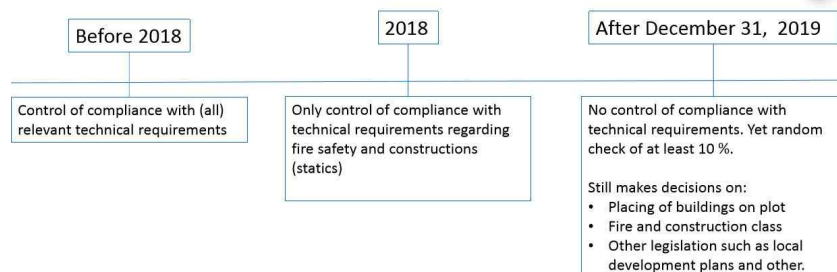 Before 2018
2018
After December 31, 2019
Control of compliance with (all)
relevant technical requirements
Only control of compliance with
technical requirements regarding
fire safety and constructions
(statics)
No control of compliance with
technical requirements. Yet random
check of at least 10 %.
Still makes decisions on:
• Placing of buildings on plot
• Fire and construction class
• Other legislation such as local
development plans and other.